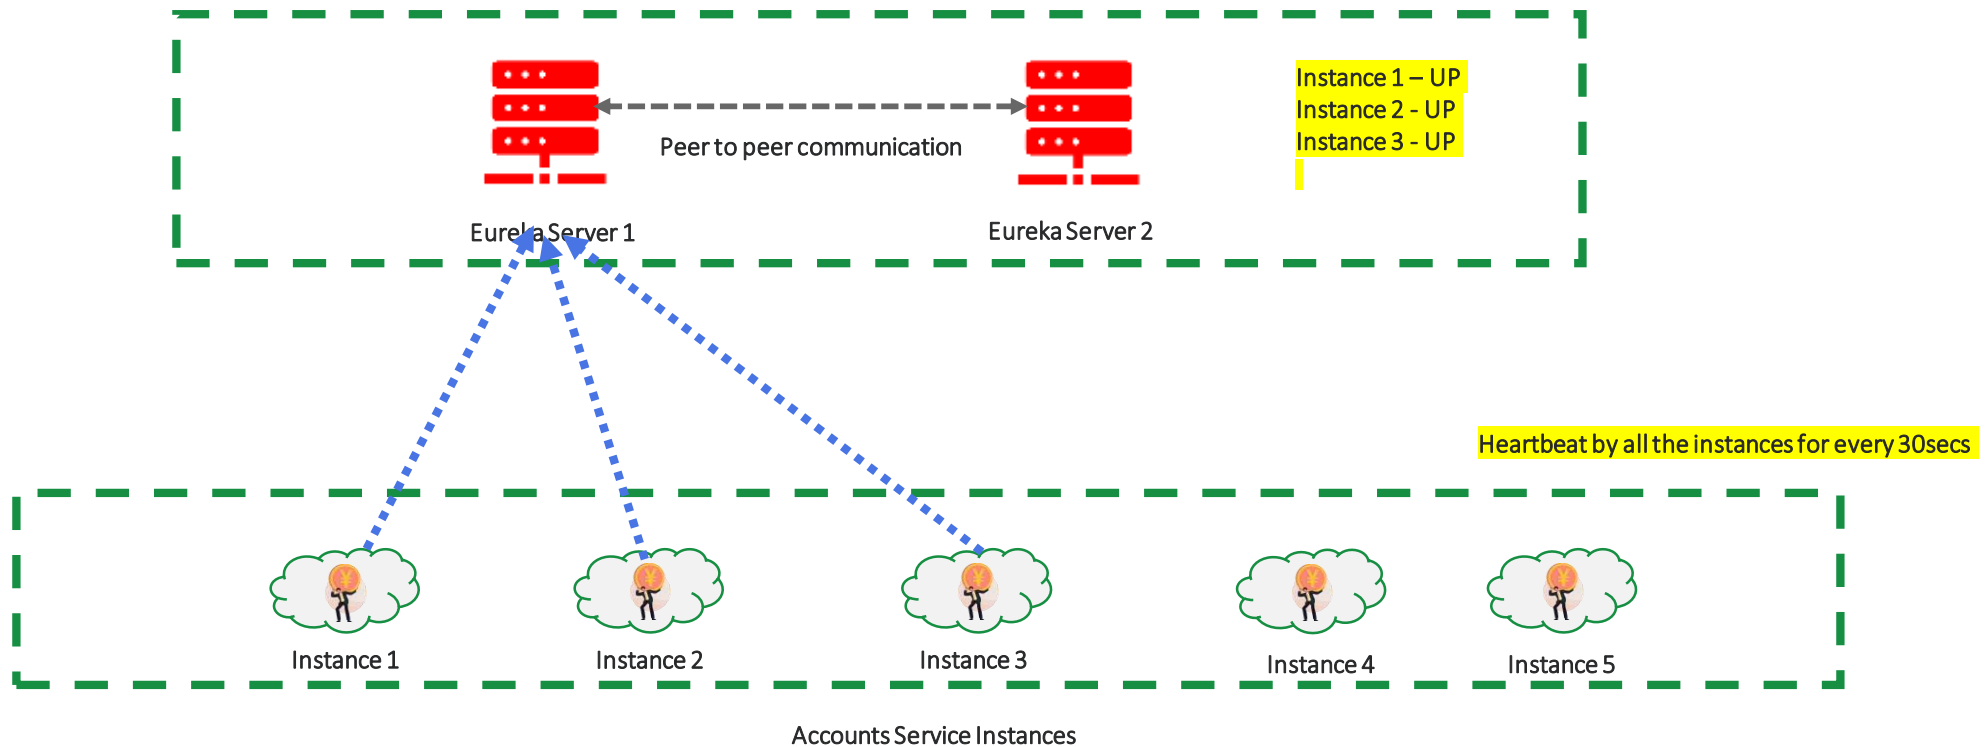 Instance 1 – UP
Instance 2 - UP
Instance 3 - UP
Peer to peer communication
Eureka Server 1
Eureka Server 2
Heartbeat by all the instances for every 30secs
¥
¥
¥
¥
¥
Instance 1
Instance 2
Instance 3
Instance 4
Instance 5
Accounts Service Instances